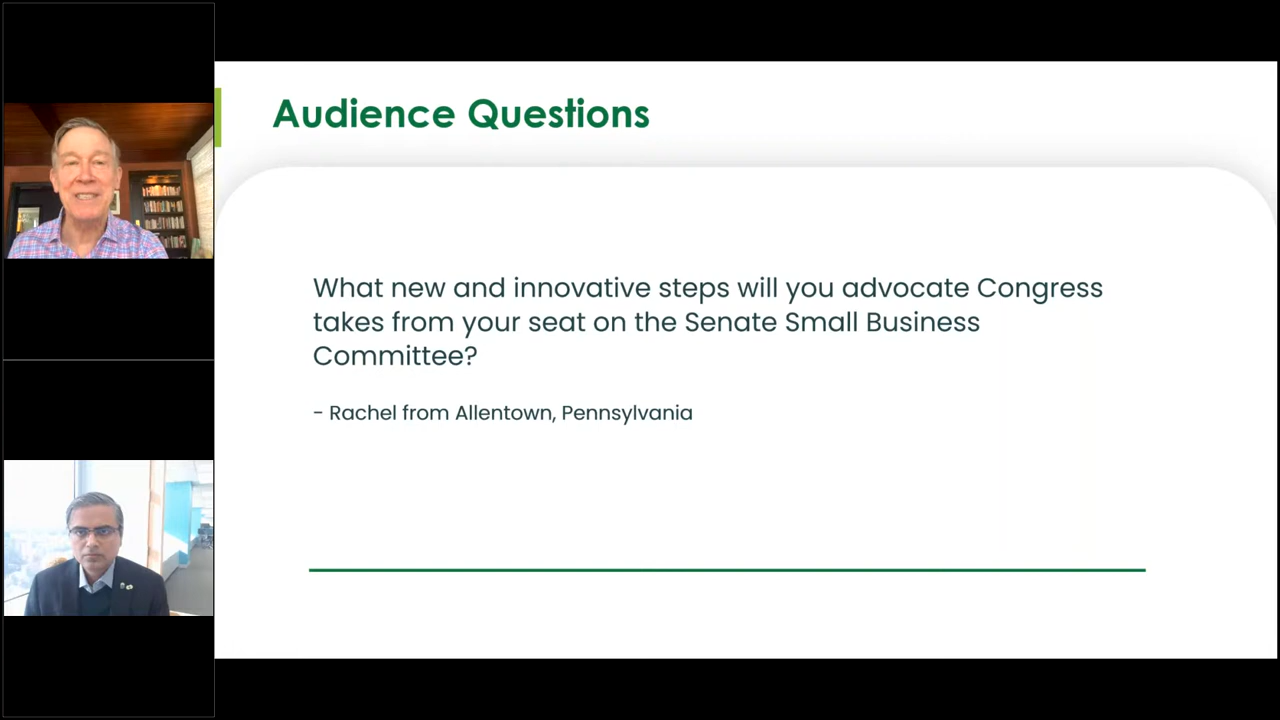 Audience Questions
What new and innovative steps will you advocate Congress
takes from your seat on the Senate Small Business
Committee?
- Rachel from Allentown, Pennsylvania